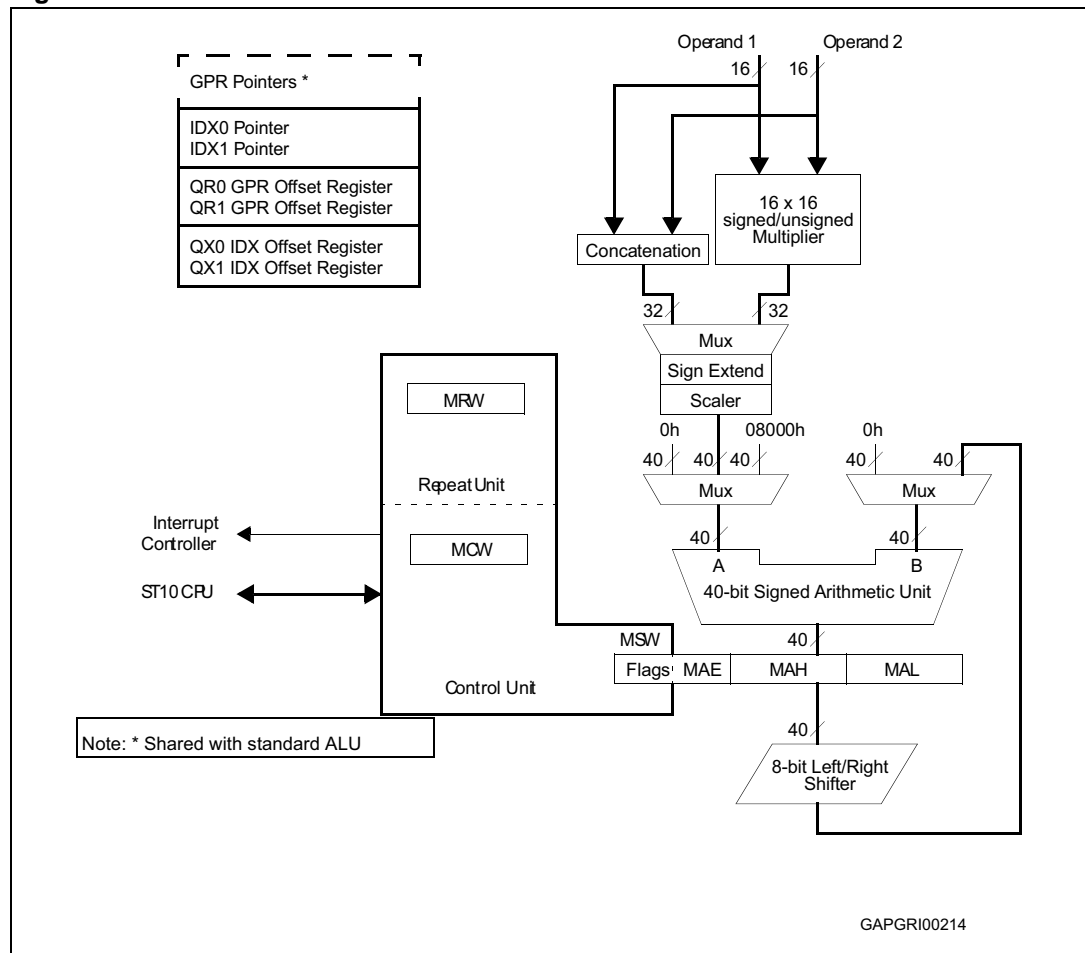 Operand 1 Operand 2
16 16
GPR Pointers *
IDX0 Pointer
IDX1 Pointer
QR0 GPR Offset Register
QR1 GPR Offset Register
QX0 IDX Offset Register
QX1 IDX Offset Register
16 x 16
signed/unsigned
Multiplier
Concatenation
32 32
Mux
Sign Extend
Scaler
MRW
Repeat Unit
0h 08000h 0h
40 40 40 40 40
Mux Mux
Interrupt
Controller
MCW
40 40
A B
40-bit Signed Arithmetic Unit
ST10 CPU
MSW
40
Flags MAE MAH MAL
Control Unit
40
Note: * Shared with standard ALU
8-bit Left/Right
Shifter
GAPGRI00214